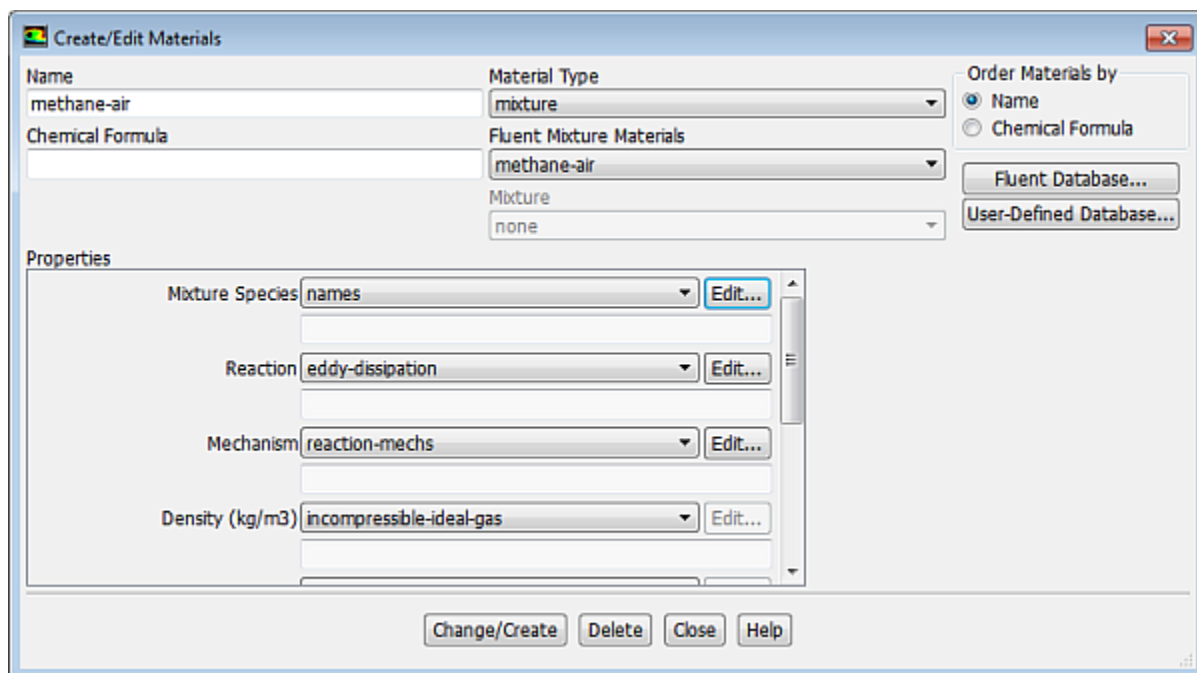 Create/Edit Materials
Name
methane-air
Chemical Formula
Material Type
mixture
Fluent Mixture Materials
methane-air
Mixture
none
Order Materials by
Name
Chemical Formula
Fluent Database...
User-Defined Database...
Properties
Mixture Species names Edit...
Reaction eddy-dissipation Edit...
Mechanism reaction-mechs Edit...
Density (kg/m3) incompressible-ideal-gas Edit...
Change/Create Delete Close Help